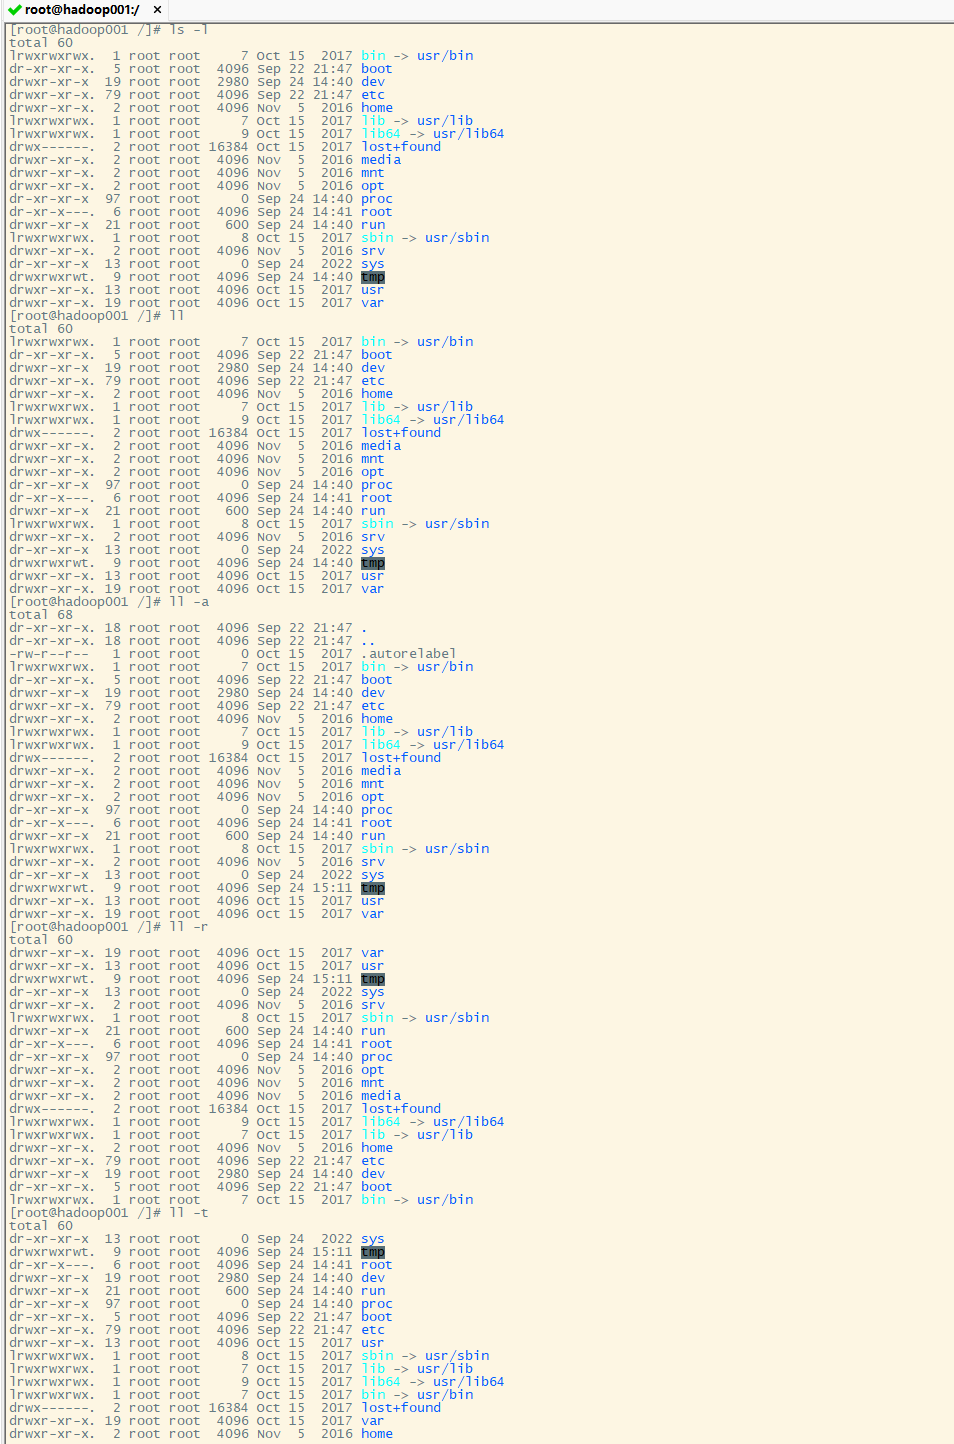 root@hadoop001:/ ×
[root@hadoop001 /]# ls -l
total 60
lrwxrwxrwx.  1 root root     7 Oct 15  2017 bin -> usr/bin
dr-xr-xr-x.  5 root root  4096 Sep 22 21:47 boot
drwxr-xr-x  19 root root  2980 Sep 24 14:40 dev
drwxr-xr-x. 79 root root  4096 Sep 22 21:47 etc
drwxr-xr-x.  2 root root  4096 Nov  5  2016 home
lrwxrwxrwx.  1 root root     7 Oct 15  2017 lib -> usr/lib
lrwxrwxrwx.  1 root root     9 Oct 15  2017 lib64 -> usr/lib64
drwx------.  2 root root 16384 Oct 15  2017 lost+found
drwxr-xr-x.  2 root root  4096 Nov  5  2016 media
drwxr-xr-x.  2 root root  4096 Nov  5  2016 mnt
drwxr-xr-x.  2 root root  4096 Nov  5  2016 opt
dr-xr-xr-x  97 root root     0 Sep 24 14:40 proc
dr-xr-x---.  6 root root  4096 Sep 24 14:41 root
drwxr-xr-x  21 root root   600 Sep 24 14:40 run
lrwxrwxrwx.  1 root root     8 Oct 15  2017 sbin -> usr/sbin
drwxr-xr-x.  2 root root  4096 Nov  5  2016 srv
dr-xr-xr-x  13 root root     0 Sep 24  2022 sys
drwxrwxrwt.  9 root root  4096 Sep 24 14:40 tmp
drwxr-xr-x. 13 root root  4096 Oct 15  2017 usr
drwxr-xr-x. 19 root root  4096 Oct 15  2017 var
[root@hadoop001 /]# ll
total 60
lrwxrwxrwx.  1 root root     7 Oct 15  2017 bin -> usr/bin
dr-xr-xr-x.  5 root root  4096 Sep 22 21:47 boot
drwxr-xr-x  19 root root  2980 Sep 24 14:40 dev
drwxr-xr-x. 79 root root  4096 Sep 22 21:47 etc
drwxr-xr-x.  2 root root  4096 Nov  5  2016 home
lrwxrwxrwx.  1 root root     7 Oct 15  2017 lib -> usr/lib
lrwxrwxrwx.  1 root root     9 Oct 15  2017 lib64 -> usr/lib64
drwx------.  2 root root 16384 Oct 15  2017 lost+found
drwxr-xr-x.  2 root root  4096 Nov  5  2016 media
drwxr-xr-x.  2 root root  4096 Nov  5  2016 mnt
drwxr-xr-x.  2 root root  4096 Nov  5  2016 opt
dr-xr-xr-x  97 root root     0 Sep 24 14:40 proc
dr-xr-x---.  6 root root  4096 Sep 24 14:41 root
drwxr-xr-x  21 root root   600 Sep 24 14:40 run
lrwxrwxrwx.  1 root root     8 Oct 15  2017 sbin -> usr/sbin
drwxr-xr-x.  2 root root  4096 Nov  5  2016 srv
dr-xr-xr-x  13 root root     0 Sep 24  2022 sys
drwxrwxrwt.  9 root root  4096 Sep 24 14:40 tmp
drwxr-xr-x. 13 root root  4096 Oct 15  2017 usr
drwxr-xr-x. 19 root root  4096 Oct 15  2017 var
[root@hadoop001 /]# ll -a
total 68
dr-xr-xr-x. 18 root root  4096 Sep 22 21:47 .
dr-xr-xr-x. 18 root root  4096 Sep 22 21:47 ..
-rw-r--r--   1 root root     0 Oct 15  2017 .autorelabel
lrwxrwxrwx.  1 root root     7 Oct 15  2017 bin -> usr/bin
dr-xr-xr-x.  5 root root  4096 Sep 22 21:47 boot
drwxr-xr-x  19 root root  2980 Sep 24 14:40 dev
drwxr-xr-x. 79 root root  4096 Sep 22 21:47 etc
drwxr-xr-x.  2 root root  4096 Nov  5  2016 home
lrwxrwxrwx.  1 root root     7 Oct 15  2017 lib -> usr/lib
lrwxrwxrwx.  1 root root     9 Oct 15  2017 lib64 -> usr/lib64
drwx------.  2 root root 16384 Oct 15  2017 lost+found
drwxr-xr-x.  2 root root  4096 Nov  5  2016 media
drwxr-xr-x.  2 root root  4096 Nov  5  2016 mnt
drwxr-xr-x.  2 root root  4096 Nov  5  2016 opt
dr-xr-xr-x  97 root root     0 Sep 24 14:40 proc
dr-xr-x---.  6 root root  4096 Sep 24 14:41 root
drwxr-xr-x  21 root root   600 Sep 24 14:40 run
lrwxrwxrwx.  1 root root     8 Oct 15  2017 sbin -> usr/sbin
drwxr-xr-x.  2 root root  4096 Nov  5  2016 srv
dr-xr-xr-x  13 root root     0 Sep 24  2022 sys
drwxrwxrwt.  9 root root  4096 Sep 24 15:11 tmp
drwxr-xr-x. 13 root root  4096 Oct 15  2017 usr
drwxr-xr-x. 19 root root  4096 Oct 15  2017 var
[root@hadoop001 /]# ll -r
total 60
drwxr-xr-x. 19 root root  4096 Oct 15  2017 var
drwxr-xr-x. 13 root root  4096 Oct 15  2017 usr
drwxrwxrwt.  9 root root  4096 Sep 24 15:11 tmp
dr-xr-xr-x  13 root root     0 Sep 24  2022 sys
drwxr-xr-x.  2 root root  4096 Nov  5  2016 srv
lrwxrwxrwx.  1 root root     8 Oct 15  2017 sbin -> usr/sbin
drwxr-xr-x  21 root root   600 Sep 24 14:40 run
dr-xr-x---.  6 root root  4096 Sep 24 14:41 root
dr-xr-xr-x  97 root root     0 Sep 24 14:40 proc
drwxr-xr-x.  2 root root  4096 Nov  5  2016 opt
drwxr-xr-x.  2 root root  4096 Nov  5  2016 mnt
drwxr-xr-x.  2 root root  4096 Nov  5  2016 media
drwx------.  2 root root 16384 Oct 15  2017 lost+found
lrwxrwxrwx.  1 root root     9 Oct 15  2017 lib64 -> usr/lib64
lrwxrwxrwx.  1 root root     7 Oct 15  2017 lib -> usr/lib
drwxr-xr-x.  2 root root  4096 Nov  5  2016 home
drwxr-xr-x. 79 root root  4096 Sep 22 21:47 etc
drwxr-xr-x  19 root root  2980 Sep 24 14:40 dev
dr-xr-xr-x.  5 root root  4096 Sep 22 21:47 boot
lrwxrwxrwx.  1 root root     7 Oct 15  2017 bin -> usr/bin
[root@hadoop001 /]# ll -t
total 60
dr-xr-xr-x  13 root root     0 Sep 24  2022 sys
drwxrwxrwt.  9 root root  4096 Sep 24 15:11 tmp
dr-xr-x---.  6 root root  4096 Sep 24 14:41 root
drwxr-xr-x  19 root root  2980 Sep 24 14:40 dev
drwxr-xr-x  21 root root   600 Sep 24 14:40 run
dr-xr-xr-x  97 root root     0 Sep 24 14:40 proc
dr-xr-xr-x.  5 root root  4096 Sep 22 21:47 boot
drwxr-xr-x. 79 root root  4096 Sep 22 21:47 etc
drwxr-xr-x. 13 root root  4096 Oct 15  2017 usr
lrwxrwxrwx.  1 root root     8 Oct 15  2017 sbin -> usr/sbin
lrwxrwxrwx.  1 root root     7 Oct 15  2017 lib -> usr/lib
lrwxrwxrwx.  1 root root     9 Oct 15  2017 lib64 -> usr/lib64
lrwxrwxrwx.  1 root root     7 Oct 15  2017 bin -> usr/bin
drwx------.  2 root root 16384 Oct 15  2017 lost+found
drwxr-xr-x. 19 root root  4096 Oct 15  2017 var
drwxr-xr-x.  2 root root  4096 Nov  5  2016 home